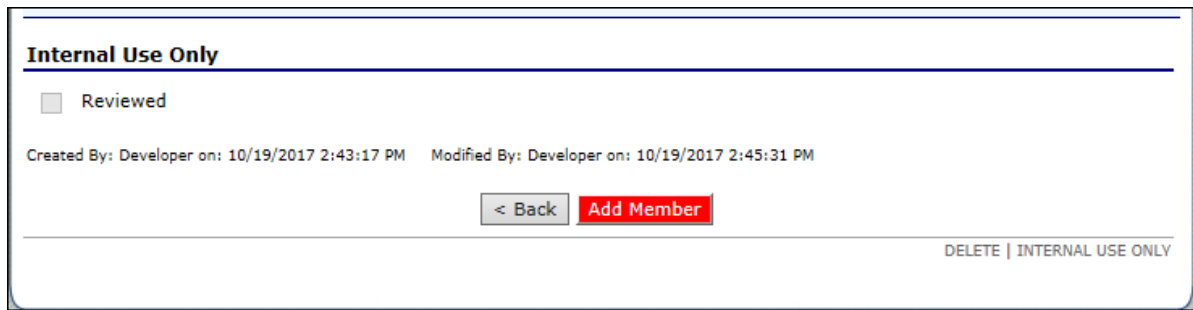 Internal Use Only
Reviewed
Created By: Developer on: 10/19/2017 2:43:17 PM Modified By: Developer on: 10/19/2017 2:45:31 PM
< Back Add Member
DELETE | INTERNAL USE ONLY